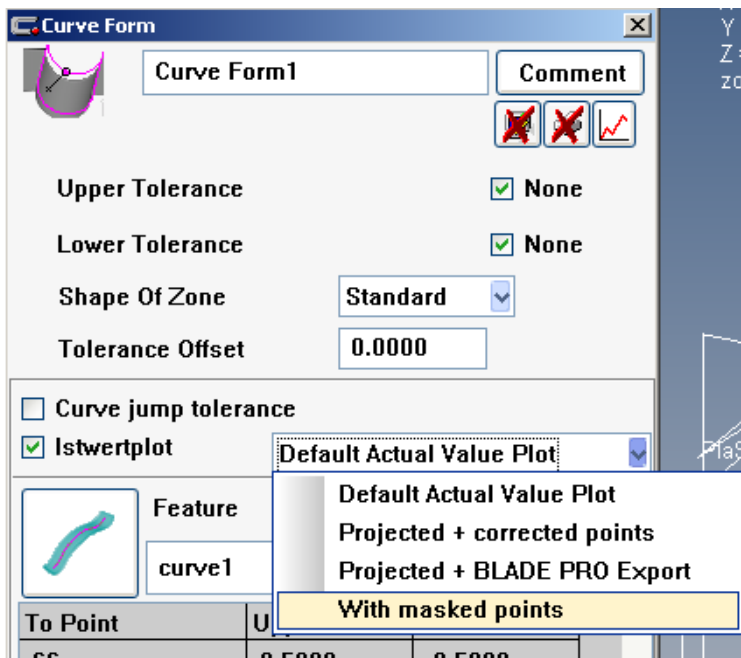 Curve Form
Curve Form1
Comment
Upper Tolerance
None
Lower Tolerance
None
Shape Of Zone
Standard
Tolerance Offset
0.0000
Curve jump tolerance
Istwertplot
Default Actual Value Plot
Default Actual Value Plot
Projected + corrected points
Projected + BLADE PRO Export
With masked points
Feature
curve1
To Point
Y
Z